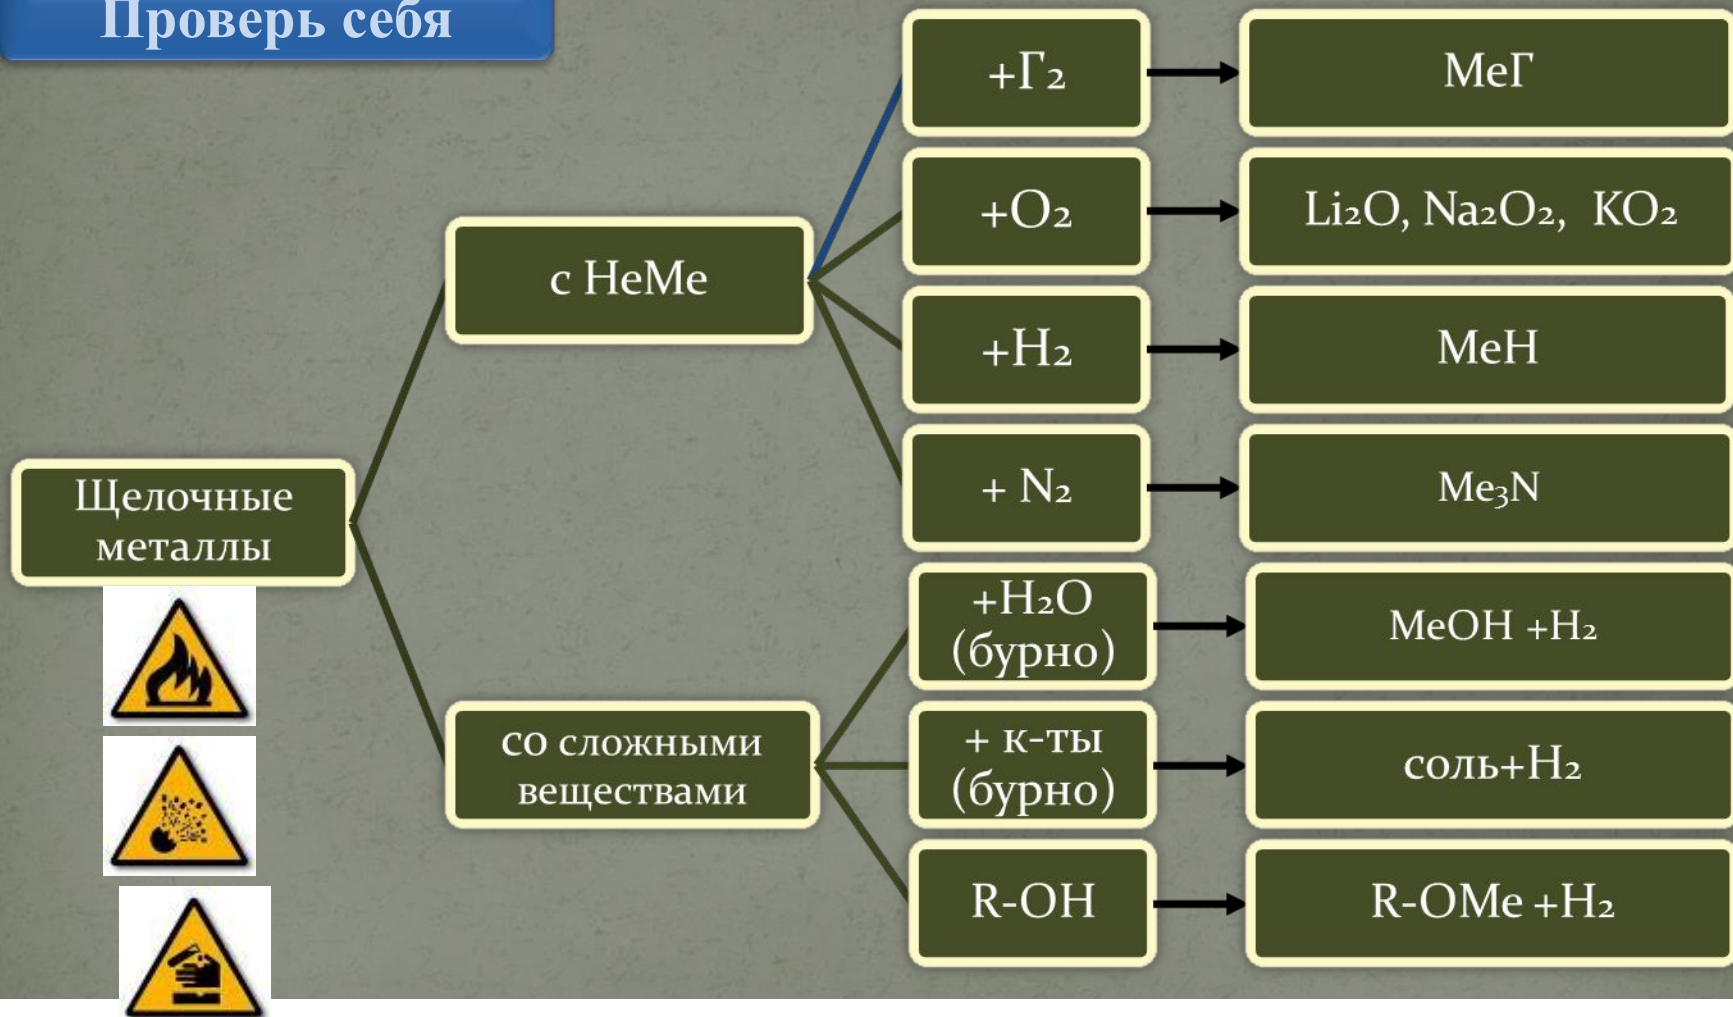 Проверь себя
+Г₂
МеГ
+O₂
Li₂O, Na₂O₂, KO₂
с НеМе
+H₂
MeH
Щелочные
металлы
+ N₂
Me₃N
+H₂O
(бурно)
MeOH +H₂
со сложными
веществами
+ к-ты
(бурно)
соль+H₂
R-OH
R-OMe +H₂